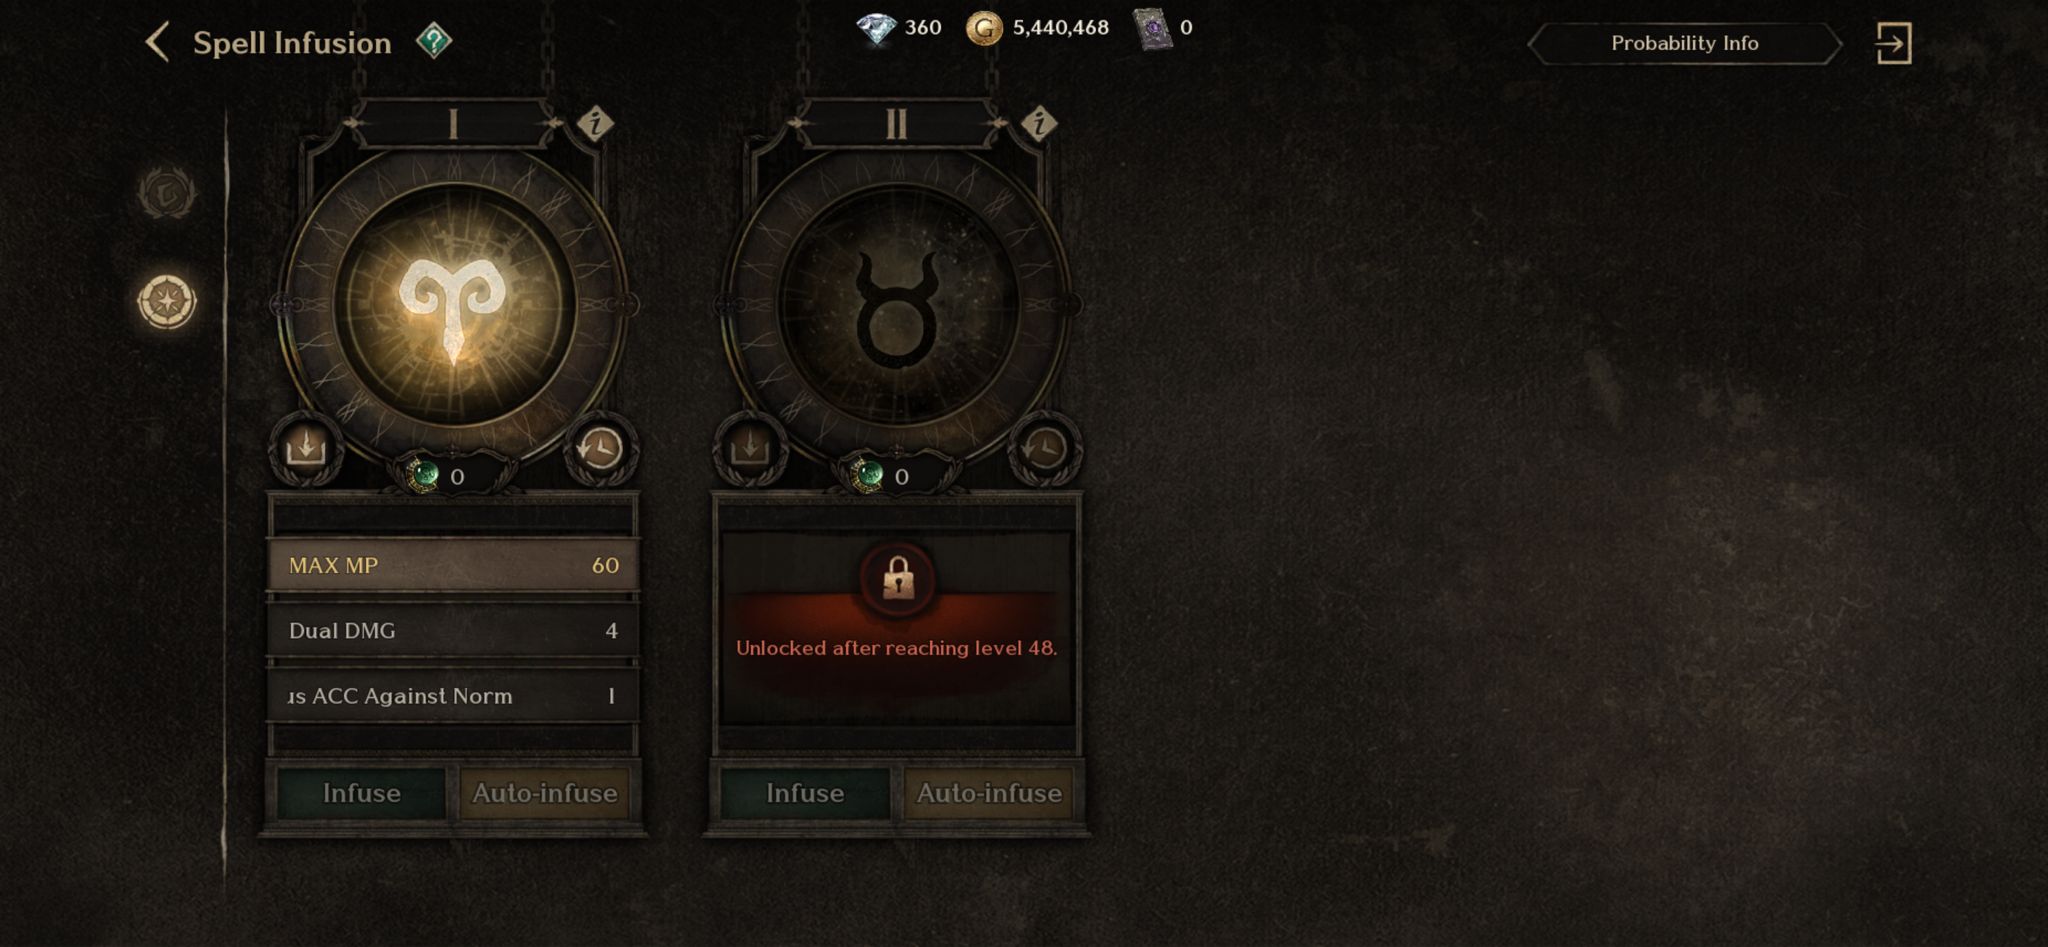 Spell Infusion
360
5,440,468
0
Probability Info
I
II
0
0
MAX MP 60
Dual DMG 4
us ACC Against Norm 1
Unlocked after reaching level 48.
Infuse
Auto-infuse
Infuse
Auto-infuse